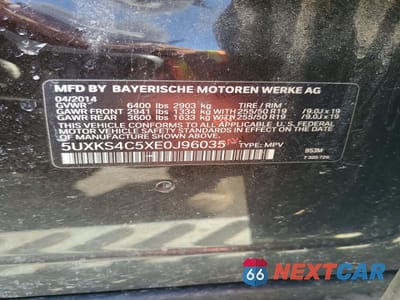 MFD BY BAYERISCHE MOTOREN WERKE AG
04/2014
GVWR 6400 lbs 2903 kg TIRE / RIM
GAWR FRONT 2941 lbs 1334 kg WITH 255/50 R19 /9.0J x 19
GAWR REAR 3600 lbs 1633 kg WITH 255/50 R19 /9.0J x 19
THIS VEHICLE CONFORMS TO ALL APPLICABLE U.S. FEDERAL
MOTOR VEHICLE SAFETY STANDARDS IN EFFECT ON THE DATE
OF MANUFACTURE SHOWN ABOVE.
5UXKS4C5XE0J96035 TYPE: MPV
B53M
66 NEXTCAR